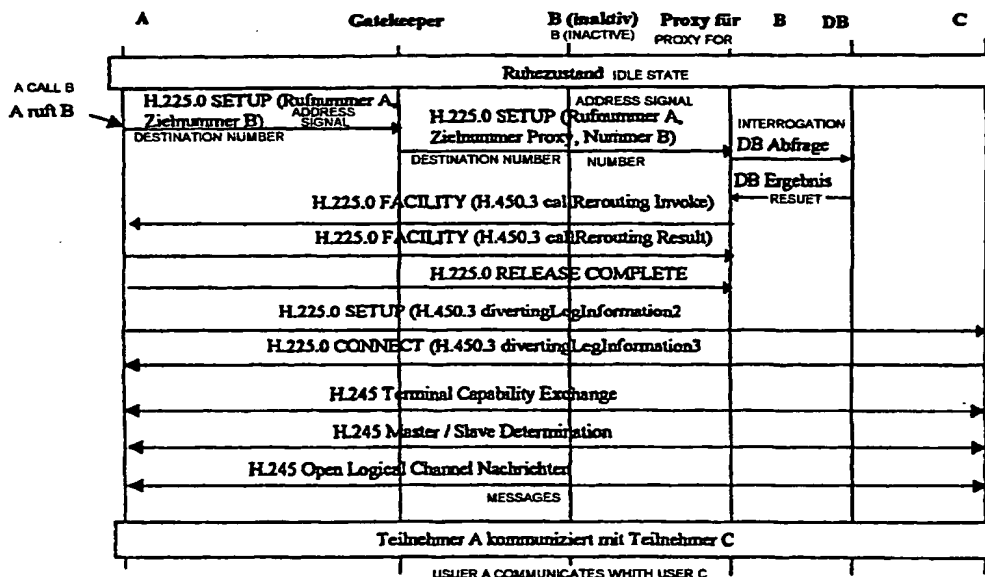 A Gatekeeper B (inaktiv) Proxy für B DB C
B (INACTIVE) PROXY FOR
Ruhezustand IDLE STATE
A CALL B
A ruft B
H.225.0 SETUP (Rufnummer A,
ADDRESS SIGNAL
Zielnummer B)
DESTINATION NUMBER
ADDRESS SIGNAL
H.225.0 SETUP (Rufnummer A,
Zielnummer Proxy, Nummer B)
DESTINATION NUMBER NUMBER
INTERROGATION
DB Abfrage
DB Ergebnis
RESUET
H.225.0 FACILITY (H.450.3 callRerouting Invoke)
H.225.0 FACILITY (H.450.3 callRerouting Result)
H.225.0 RELEASE COMPLETE
H.225.0 SETUP (H.450.3 divertingLegInformation2
H.225.0 CONNECT (H.450.3 divertingLegInformation3
H.245 Terminal Capability Exchange
H.245 Master / Slave Determination
H.245 Open Logical Channel Nachrichten
MESSAGES
Teilnehmer A kommuniziert mit Teilnehmer C
USUER A COMMUNICATES WHITH USER C